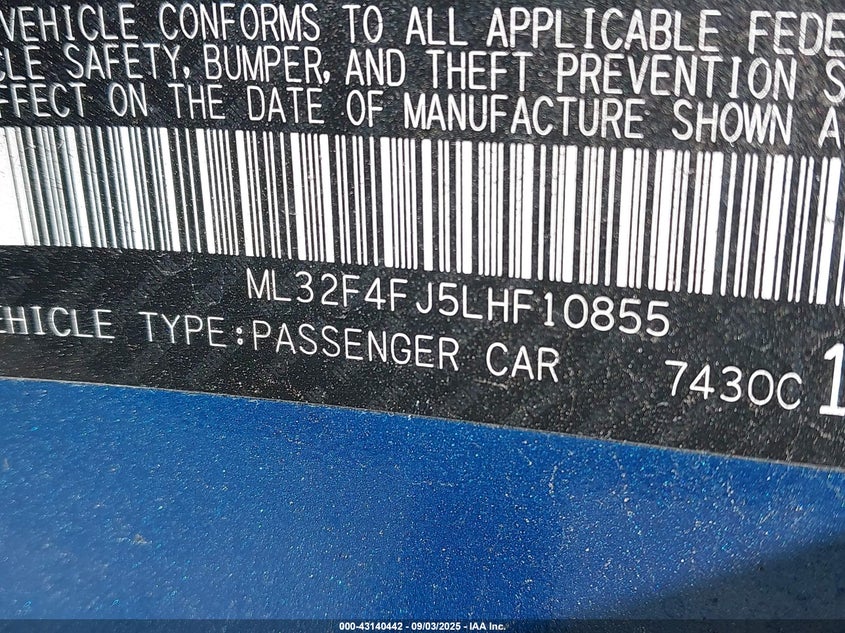 VEHICLE CONFORMS TO ALL APPLICABLE FEDE
CLE SAFETY, BUMPER, AND THEFT PREVENTION S
FFECT ON THE DATE OF MANUFACTURE SHOWN A
ML32F4FJ5LHF10855
EHICLE TYPE:PASSENGER CAR 7430C 1
000-43140442 - 09/03/2025 - IAA Inc.